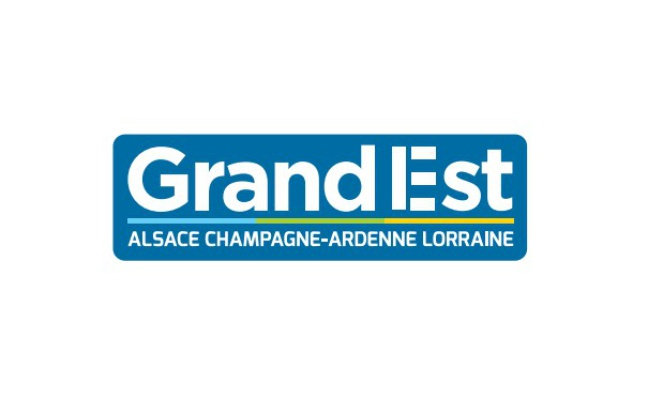 Grand Est
ALSACE CHAMPAGNE-ARDENNE LORRAINE